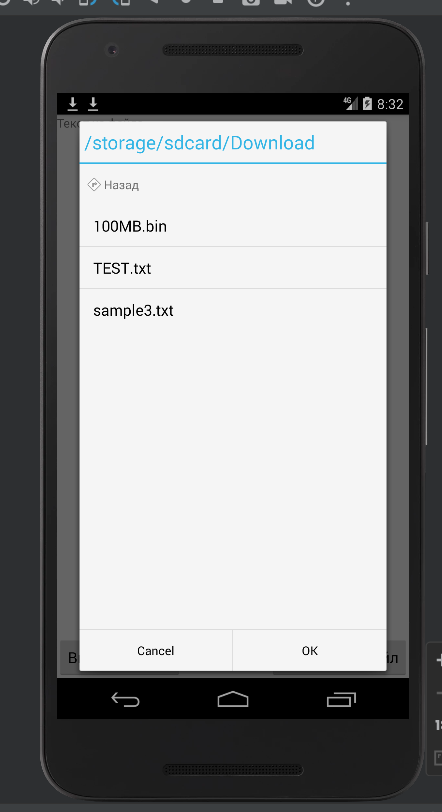 4G 8:32
/storage/sdcard/Download
Назад
100MB.bin
TEST.txt
sample3.txt
Cancel OK